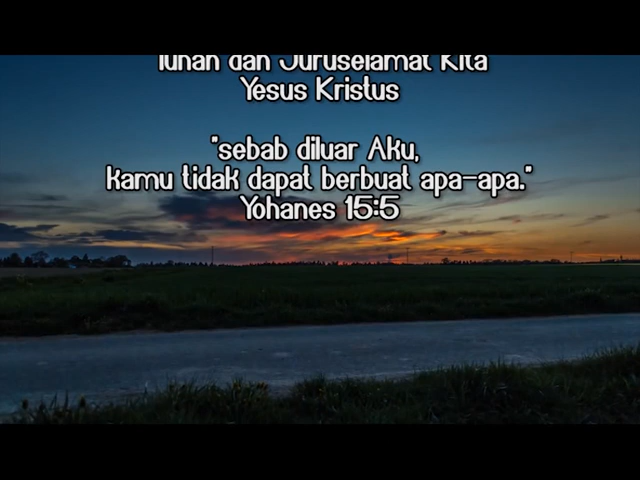 Tuhan dan Juruselamat Kita
Yesus Kristus
"sebab diluar Aku,
kamu tidak dapat berbuat apa-apa."
Yohanes 15:5